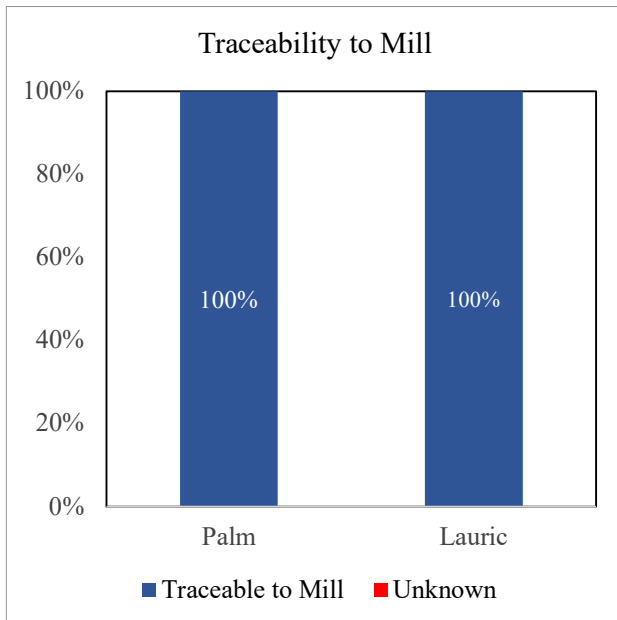 Traceability to Mill
100%
80%
60%
40%
20%
0%
100%
100%
Palm
Lauric
Traceable to Mill
Unknown